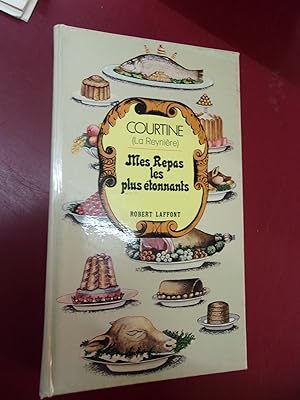 COURTINE
(La Reynière)
Mes Repas
les
plus étonnants
ROBERT LAFFONT